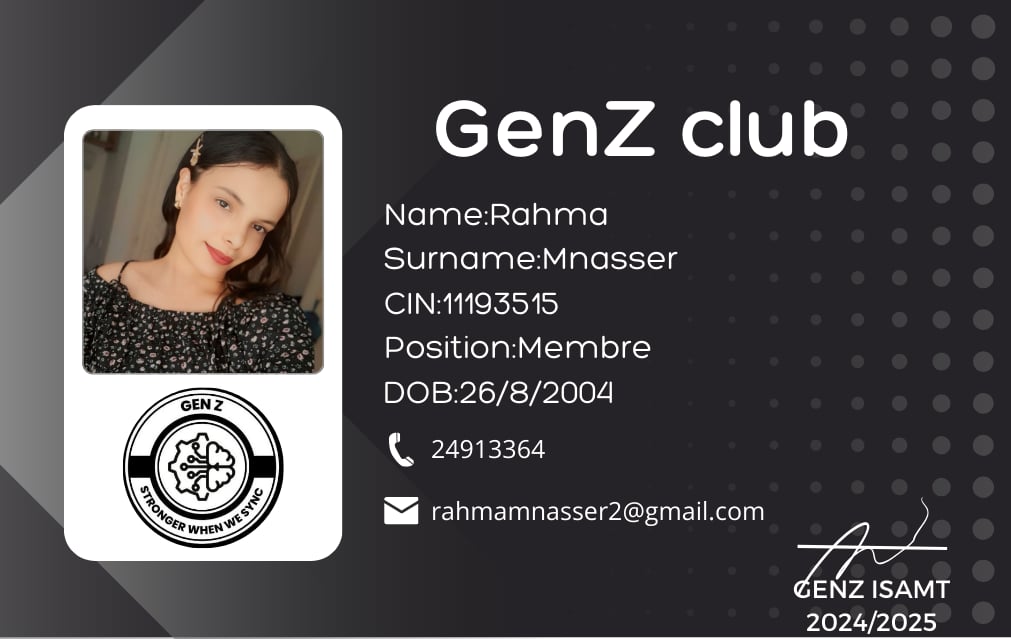 GenZ club
Name:Rahma
Surname:Mnasser
CIN:11193515
Position:Membre
DOB:26/8/2004
24913364
rahmamnasser2@gmail.com
GEN Z
STRONGER WHEN WE SYNC
GENZ ISAMT
2024/2025